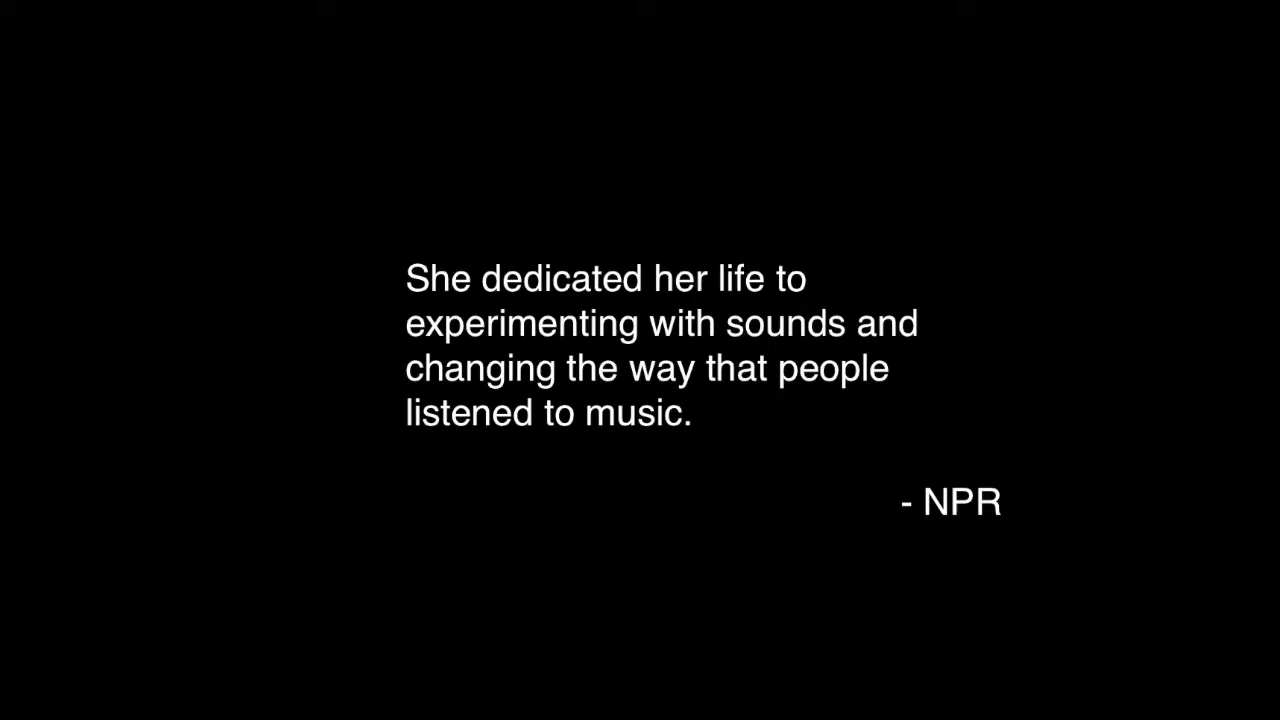 She dedicated her life to
experimenting with sounds and
changing the way that people
listened to music.
- NPR